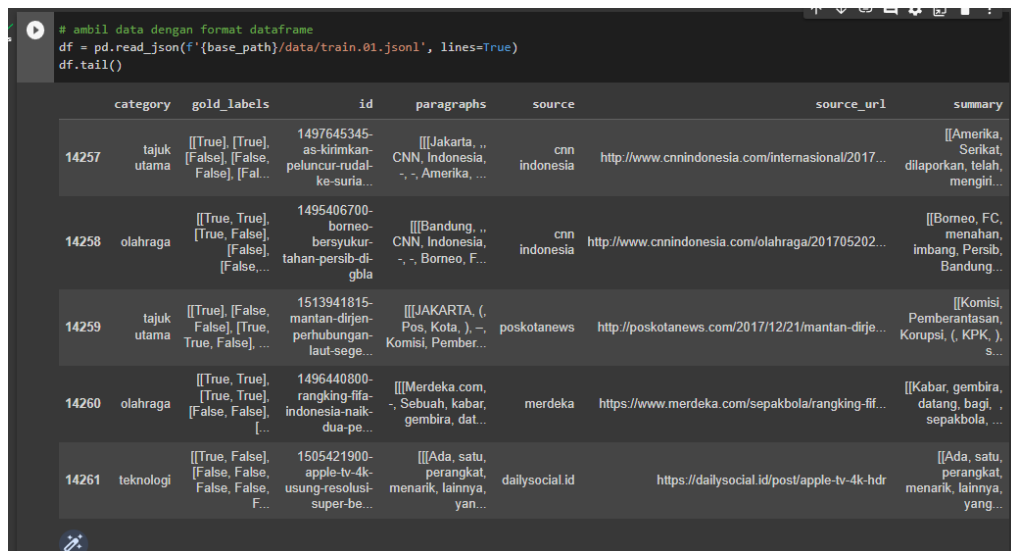 # ambil data dengan format dataframe
df = pd.read_json(f'{base_path}/data/train.01.jsonl', lines=True)
df.tail()
category gold_labels id paragraphs source source_url summary
14257 tajuk utama [[True], [True], [False], [False, False], [Fal... 1497645345-as-kirimkan-peluncur-rudal-ke-suria... [[[Jakarta, ,, CNN, Indonesia, -, -, Amerika, ... cnn indonesia http://www.cnnindonesia.com/internasional/2017... [[Amerika, Serikat, dilaporkan, telah, mengiri...
14258 olahraga [[True, True], [True, False], [False], [False,... 1495406700-borneo-bersyukur-tahan-persib-di-gbla [[[Bandung, ,, CNN, Indonesia, -, -, Borneo, F... cnn indonesia http://www.cnnindonesia.com/olahraga/201705202... [[Borneo, FC, menahan, imbang, Persib, Bandung...
14259 tajuk utama [[True], [False, False], [True, True, False], ... 1513941815-mantan-dirjen-perhubungan-laut-sege... [[[JAKARTA, (, Pos, Kota, ), –, Komisi, Pember... poskotanews http://poskotanews.com/2017/12/21/mantan-dirje... [[Komisi, Pemberantasan, Korupsi, (, KPK, ), s...
14260 olahraga [[True, True], [True, True], [False, False], [... 1496440800-rangking-fifa-indonesia-naik-dua-pe... [[[Merdeka.com, -, Sebuah, kabar, gembira, dat... merdeka https://www.merdeka.com/sepakbola/rangking-fif... [[Kabar, gembira, datang, bagi, , sepakbola, ...
14261 teknologi [[True, False], [False, False, False, False, F... 1505421900-apple-tv-4k-usung-resolusi-super-be... [[[Ada, satu, perangkat, menarik, lainnya, yan... dailysocial.id https://dailysocial.id/post/apple-tv-4k-hdr [[Ada, satu, perangkat, menarik, lainnya, yang...